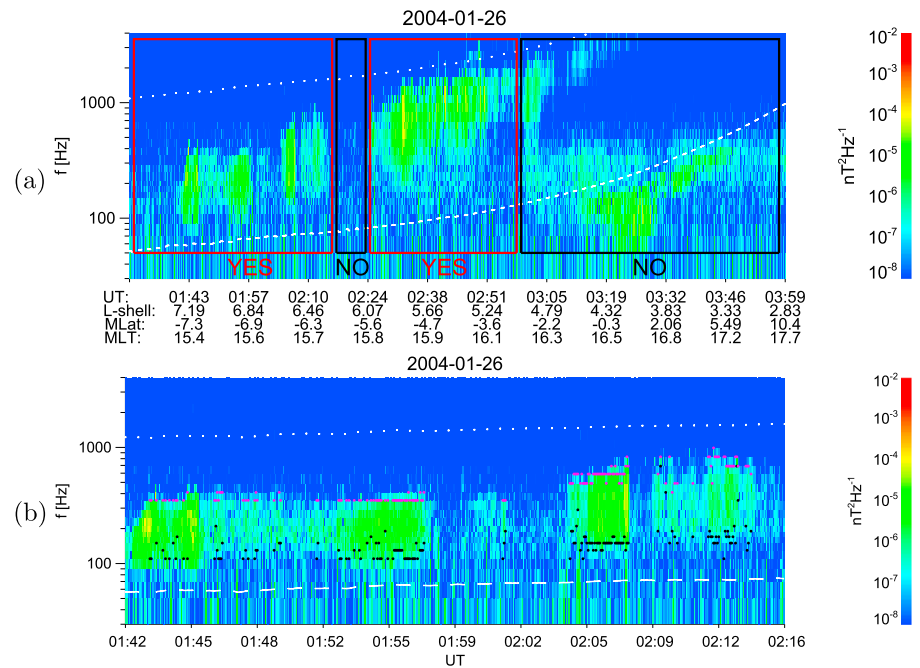 2004-01-26
(a)
f [Hz]
1000
100
YES
NO
YES
NO
10-2
10-3
10-4
10-5
10-6
10-7
10-8
nT2Hz-1
UT: 01:43 01:57 02:10 02:24 02:38 02:51 03:05 03:19 03:32 03:46 03:59
L-shell: 7.19 6.84 6.46 6.07 5.66 5.24 4.79 4.32 3.83 3.33 2.83
MLat: -7.3 -6.9 -6.3 -5.6 -4.7 -3.6 -2.2 -0.3 2.06 5.49 10.4
MLT: 15.4 15.6 15.7 15.8 15.9 16.1 16.3 16.5 16.8 17.2 17.7
2004-01-26
(b)
f [Hz]
1000
100
10-2
10-3
10-4
10-5
10-6
10-7
10-8
nT2Hz-1
01:42 01:45 01:48 01:52 01:55 01:59 02:02 02:05 02:09 02:12 02:16
UT